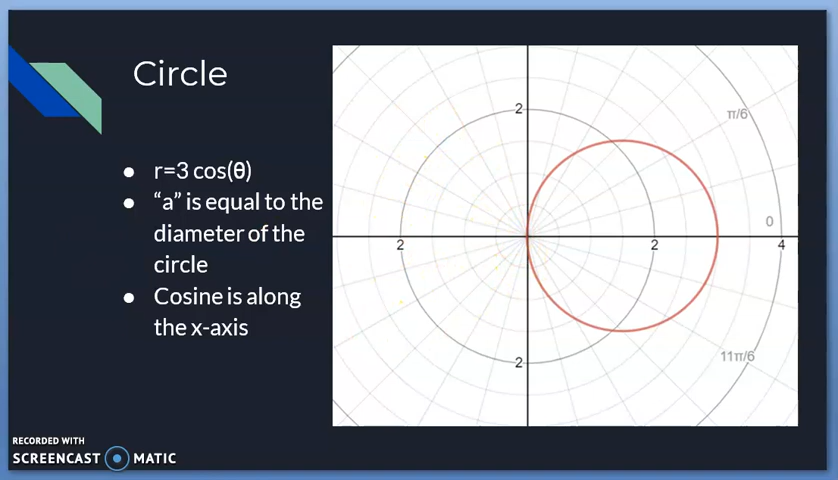 Circle
● r=3 cos(θ)
● “a” is equal to the
diameter of the
circle
● Cosine is along
the x-axis
2
π/6
0
2
2
4
2
11π/6
RECORDED WITH
SCREENCAST MATIC